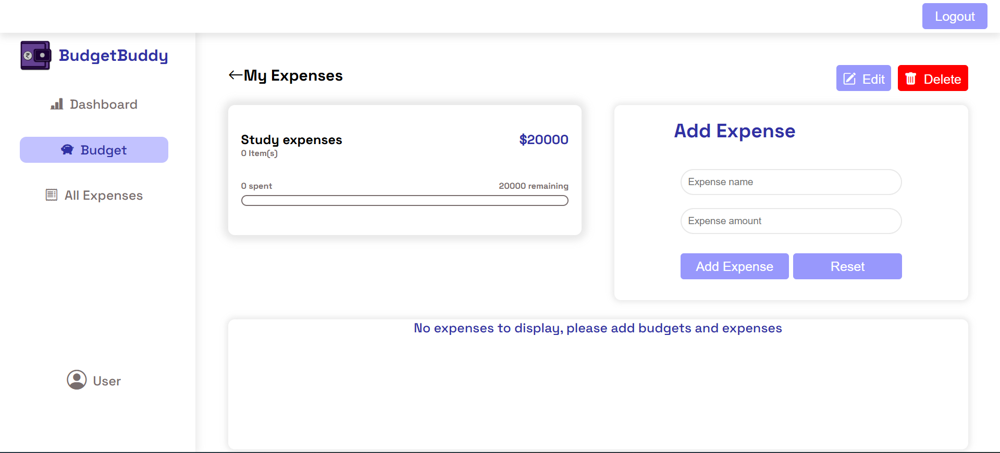 Logout
BudgetBuddy
Dashboard
Budget
All Expenses
User
My Expenses
Edit
Delete
Study expenses
$20000
0 Item(s)
0 spent
20000 remaining
Add Expense
Expense name
Expense amount
Add Expense
Reset
No expenses to display, please add budgets and expenses